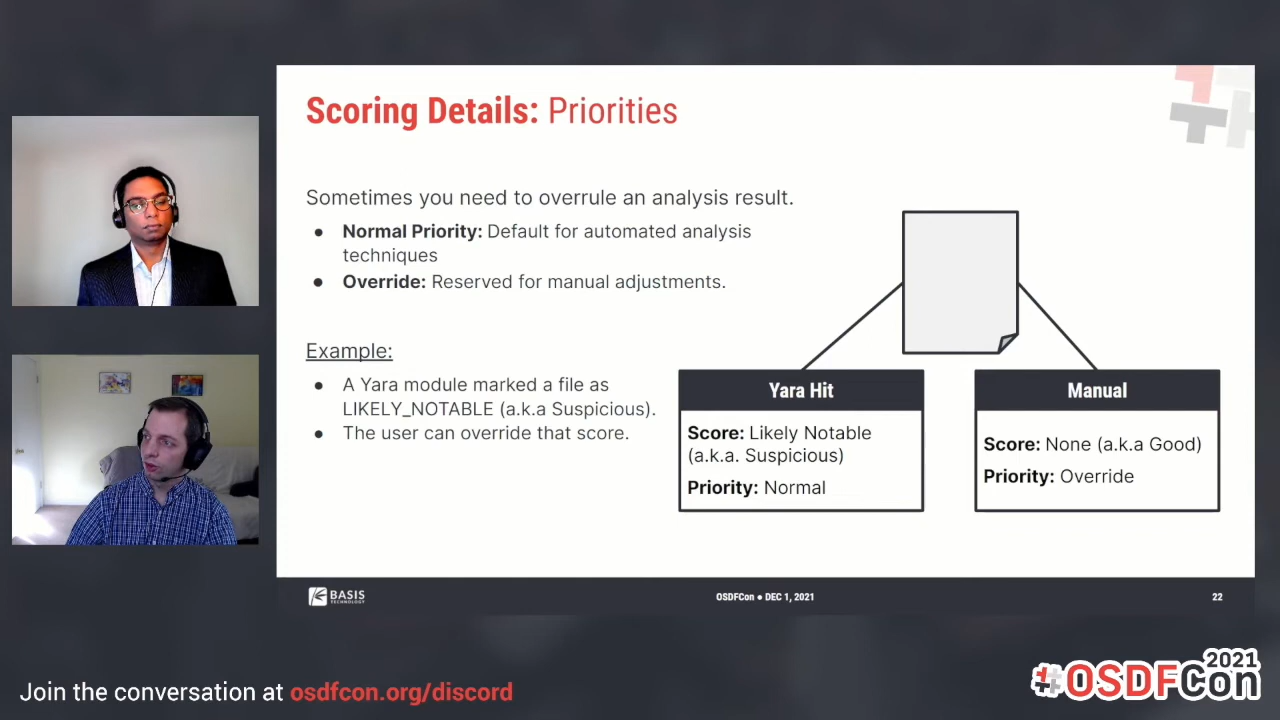 Scoring Details: Priorities
Sometimes you need to overrule an analysis result.
● Normal Priority: Default for automated analysis
techniques
● Override: Reserved for manual adjustments.
Example:
● A Yara module marked a file as
LIKELY_NOTABLE (a.k.a Suspicious).
● The user can override that score.
Yara Hit
Score: Likely Notable
(a.k.a. Suspicious)
Priority: Normal
Manual
Score: None (a.k.a Good)
Priority: Override
BASIS
TECHNOLOGY
OSDFCon ● DEC 1, 2021
22
Join the conversation at osdfcon.org/discord
2021
OSDFCon